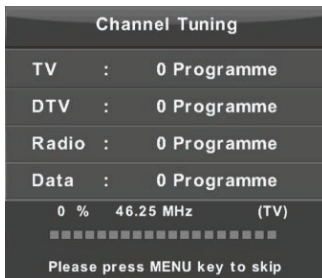 Channel Tuning
TV : 0 Programme
DTV : 0 Programme
Radio : 0 Programme
Data : 0 Programme
0 % 46.25 MHz (TV)
Please press MENU key to skip